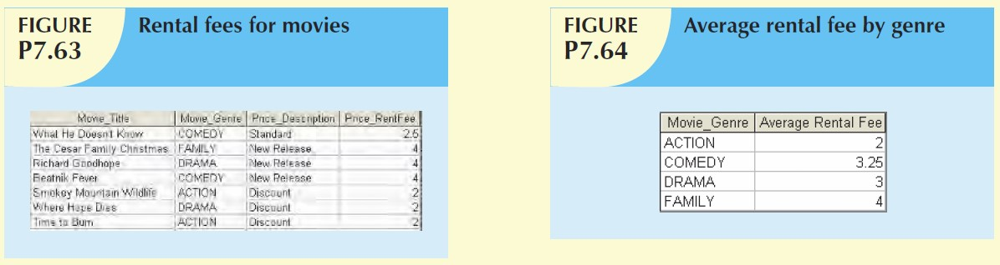 FIGURE P7.63
Rental fees for movies
Movie_Title Movie_Genre Price_Description Price_RentFee
What He Doesn't Know COMEDY Standard 2.5
The Cesar Family Christmas FAMILY New Release 4
Richard Goodhope DRAMA New Release 4
Beatnik Fever COMEDY New Release 4
Smokey Mountain Wildlife ACTION Discount 2
Where Hope Dies DRAMA Discount 2
Time to Burn ACTION Discount 2
FIGURE P7.64
Average rental fee by genre
Movie_Genre Average Rental Fee
ACTION 2
COMEDY 3.25
DRAMA 3
FAMILY 4